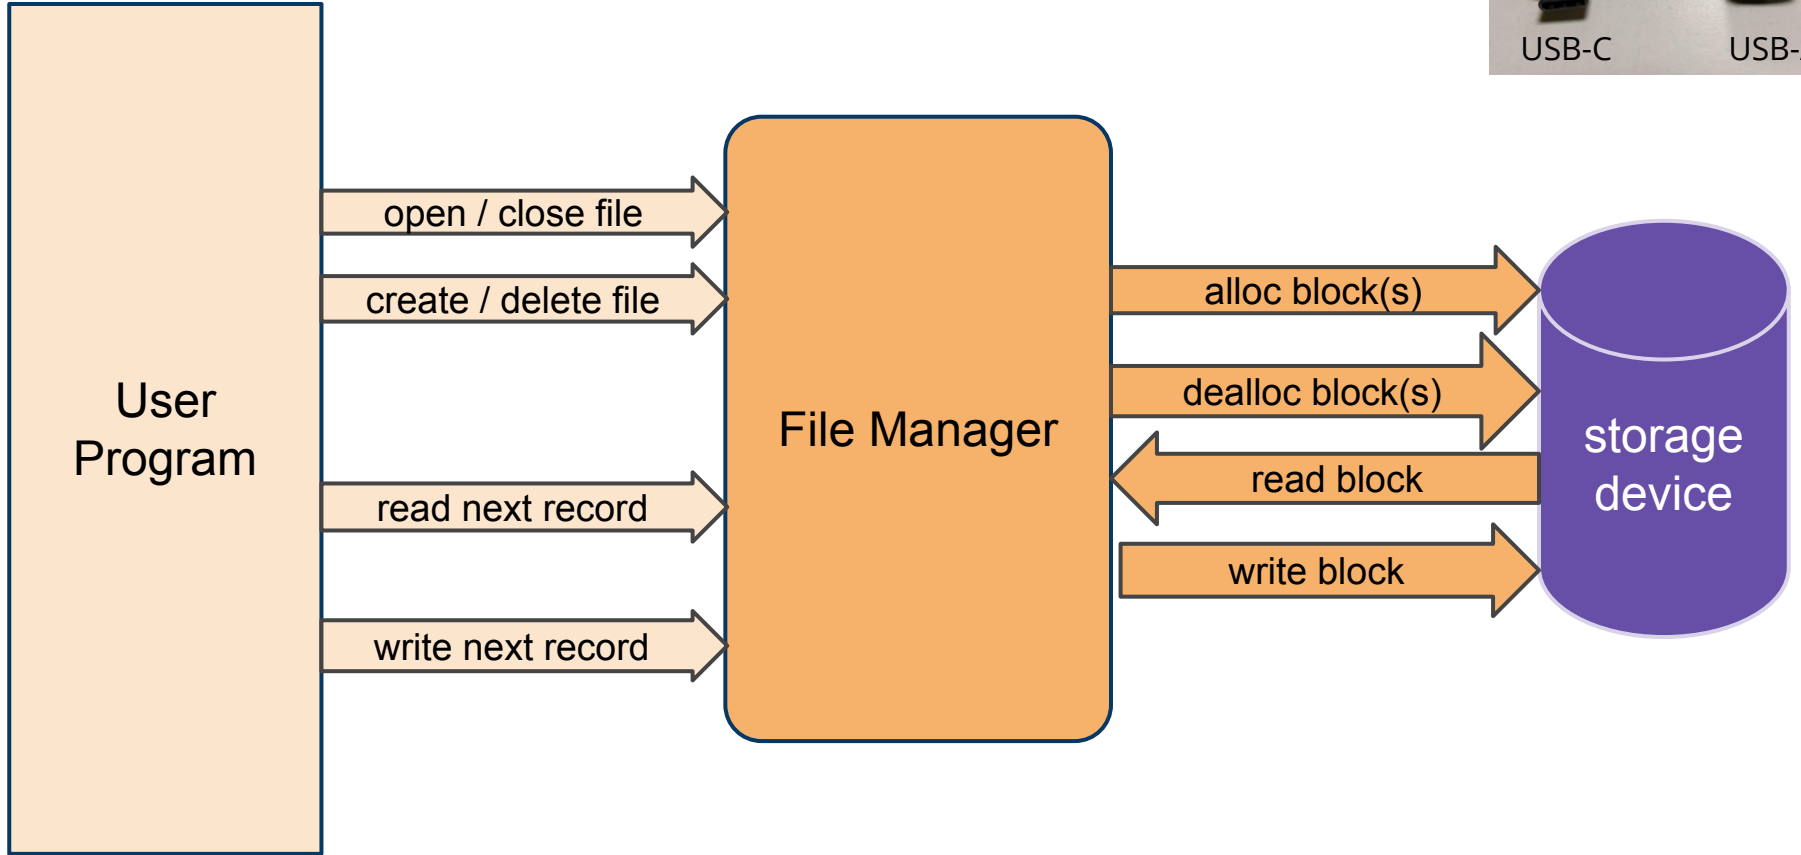 USB-C
USB-
open / close file
create / delete file
read next record
write next record
User
Program
File Manager
alloc block(s)
dealloc block(s)
read block
write block
storage
device